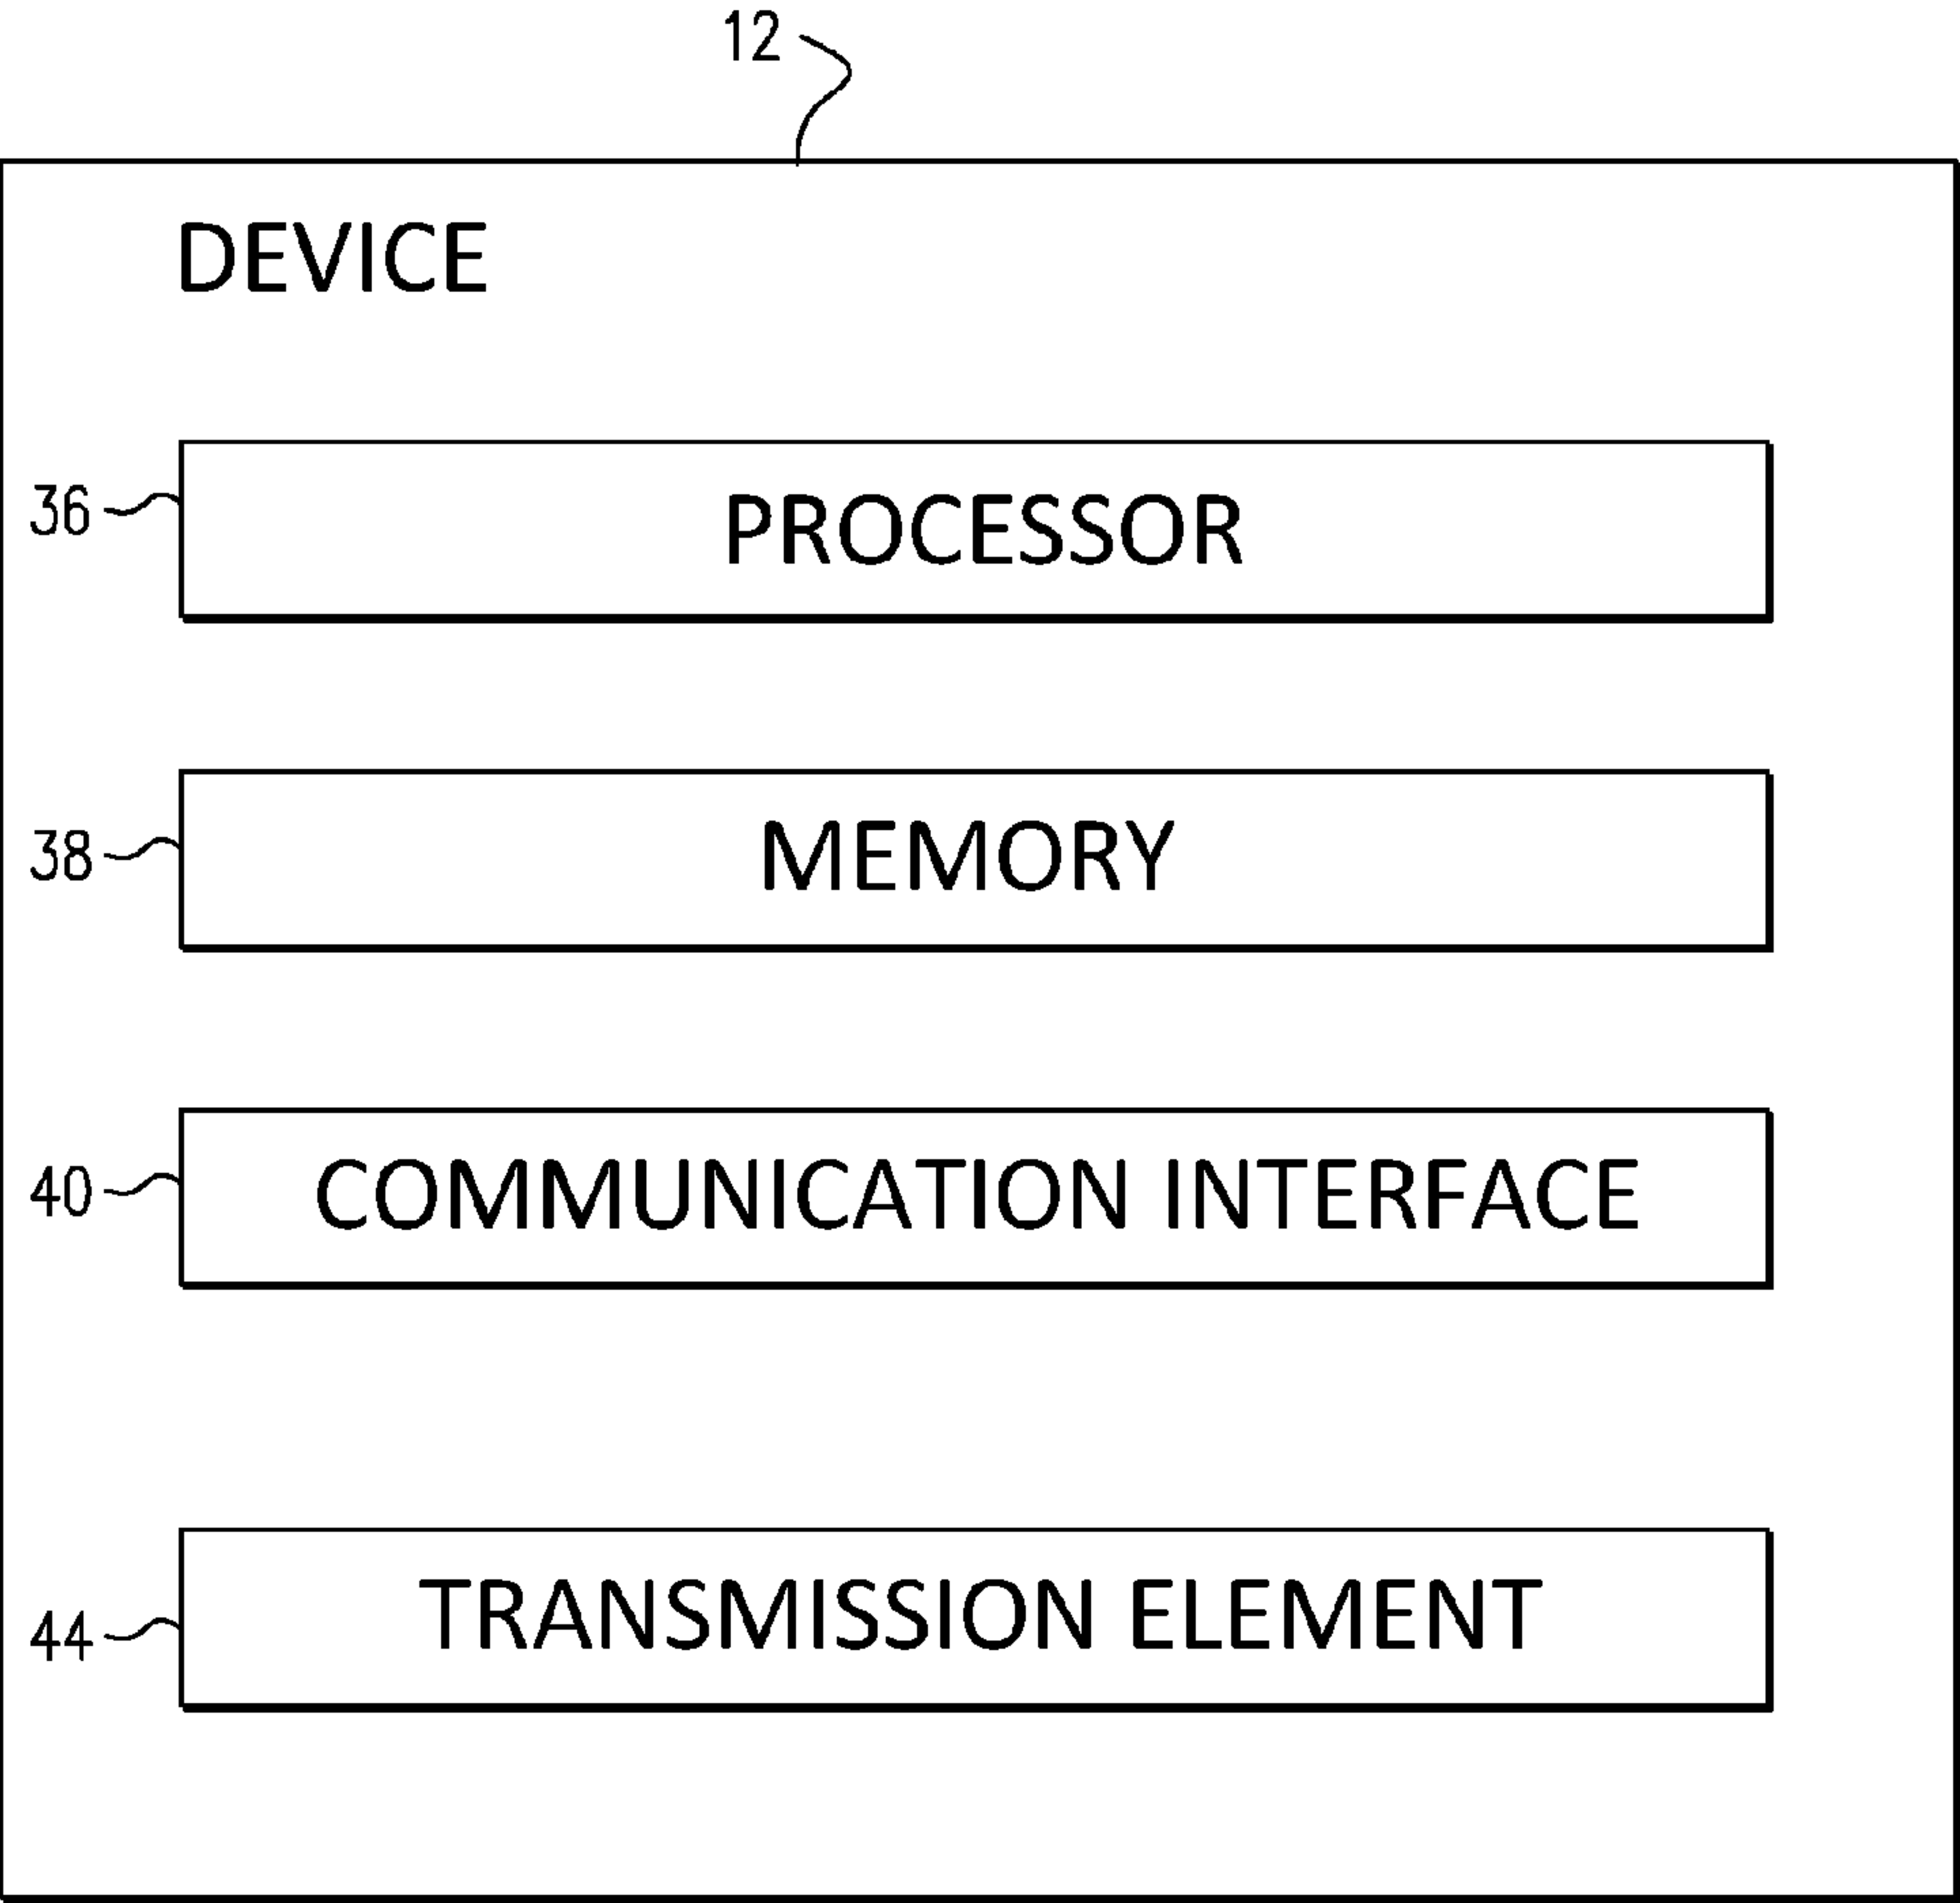 12
DEVICE
36 PROCESSOR
38 MEMORY
40 COMMUNICATION INTERFACE
44 TRANSMISSION ELEMENT